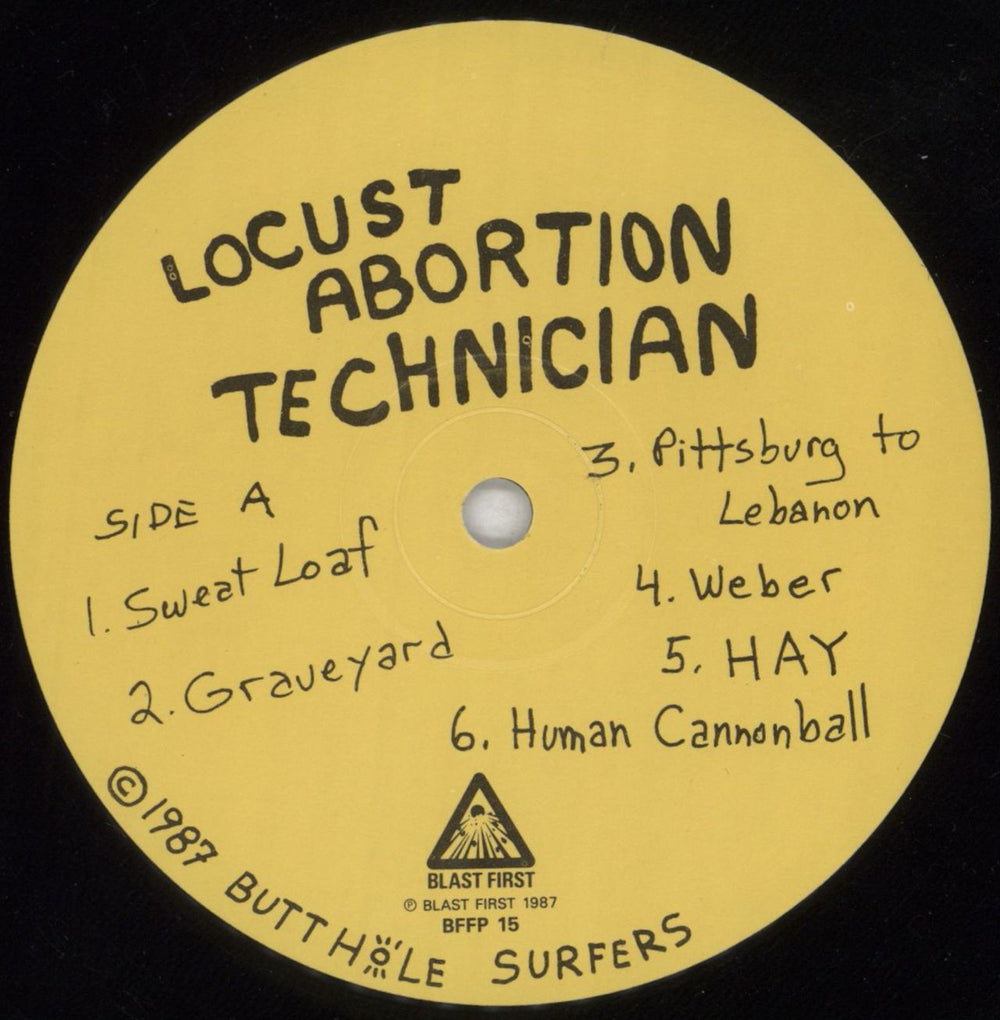 LOCUST
ABORTION
TECHNICIAN
SIDE A
1. Sweat Loaf
2. Graveyard
3. Pittsburg to
Lebanon
4. Weber
5. HAY
6. Human Cannonball
BLAST FIRST
℗ BLAST FIRST 1987
BFFP 15
© 1987 BUTTHOLE SURFERS